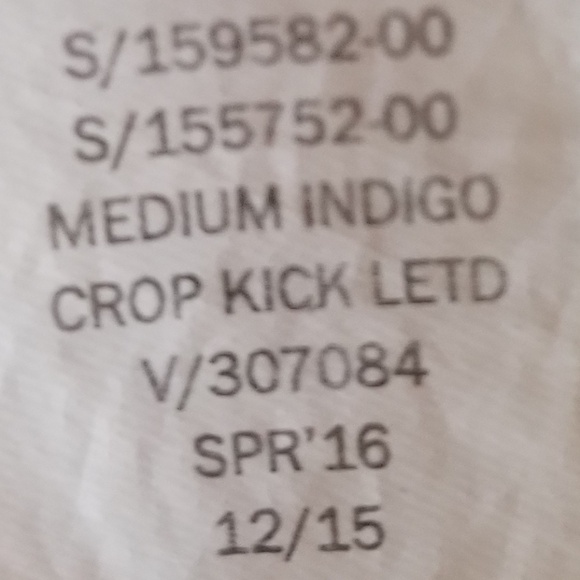 S/159582-00
S/155752-00
MEDIUM INDIGO
CROP KICK LETD
V/307084
SPR'16
12/15